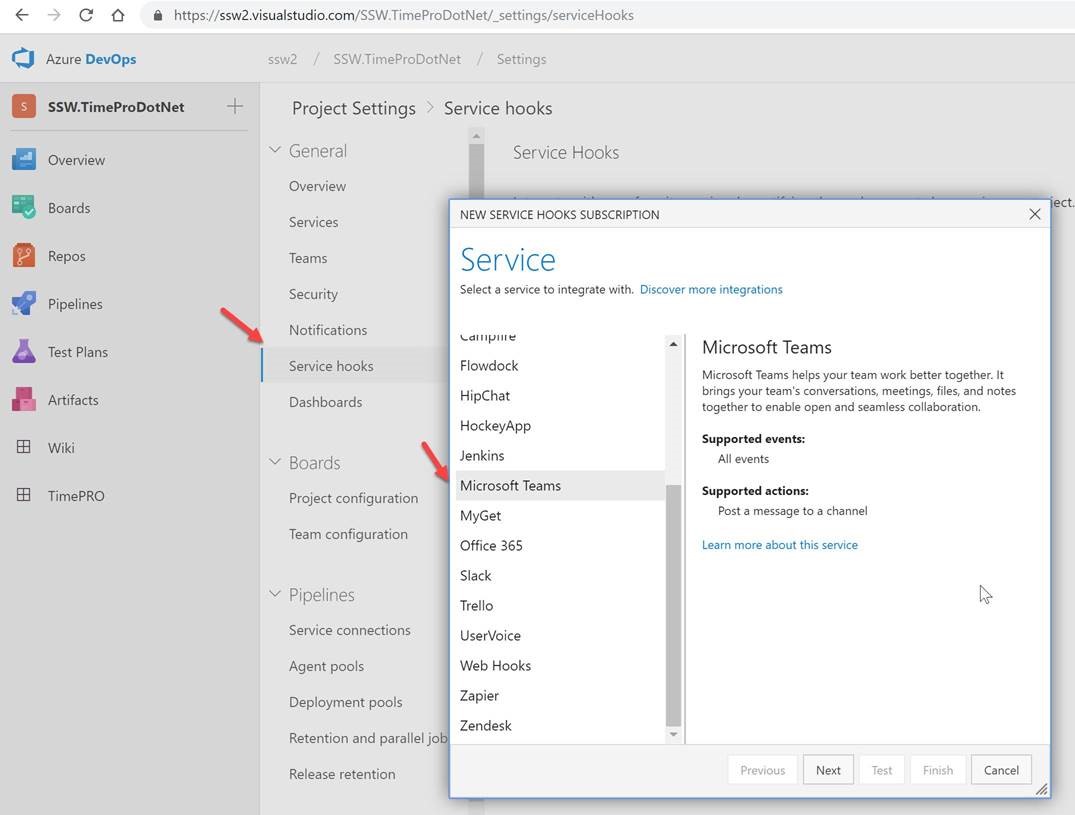 https://ssw2.visualstudio.com/SSW.TimeProDotNet/_settings/serviceHooks
Azure DevOps
ssw2 / SSW.TimeProDotNet / Settings
S SSW.TimeProDotNet
Overview
Boards
Repos
Pipelines
Test Plans
Artifacts
Wiki
TimePRO
Project Settings > Service hooks
General
Overview
Services
Teams
Security
Notifications
Service hooks
Dashboards
Boards
Project configuration
Team configuration
Pipelines
Service connections
Agent pools
Deployment pools
Retention and parallel job
Release retention
Service Hooks
ject.
NEW SERVICE HOOKS SUBSCRIPTION
Service
Select a service to integrate with. Discover more integrations
Campfire
Flowdock
HipChat
HockeyApp
Jenkins
Microsoft Teams
MyGet
Office 365
Slack
Trello
UserVoice
Web Hooks
Zapier
Zendesk
Microsoft Teams
Microsoft Teams helps your team work better together. It
brings your team's conversations, meetings, files, and notes
together to enable open and seamless collaboration.
Supported events:
All events
Supported actions:
Post a message to a channel
Learn more about this service
Previous Next Test Finish Cancel